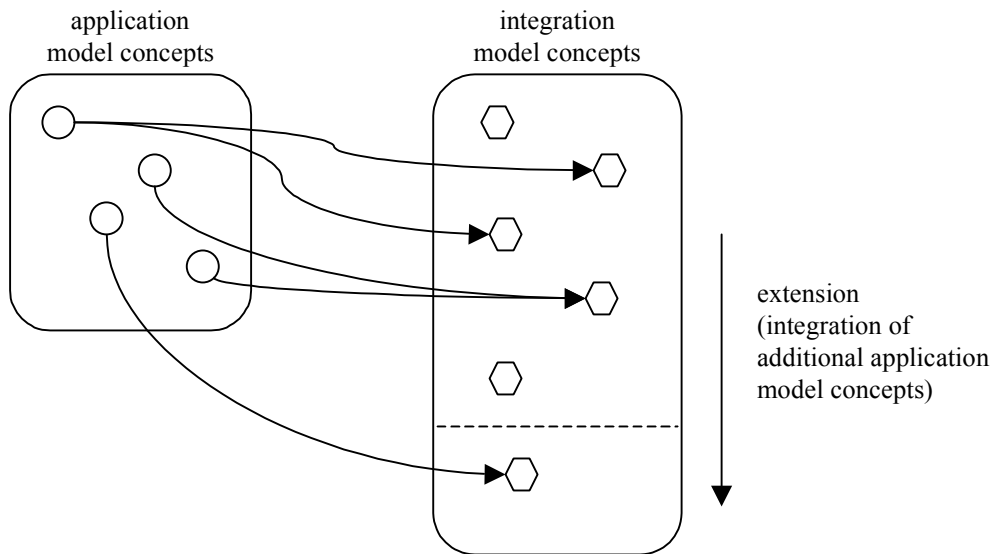 application
model concepts
integration
model concepts
extension
(integration of
additional application
model concepts)